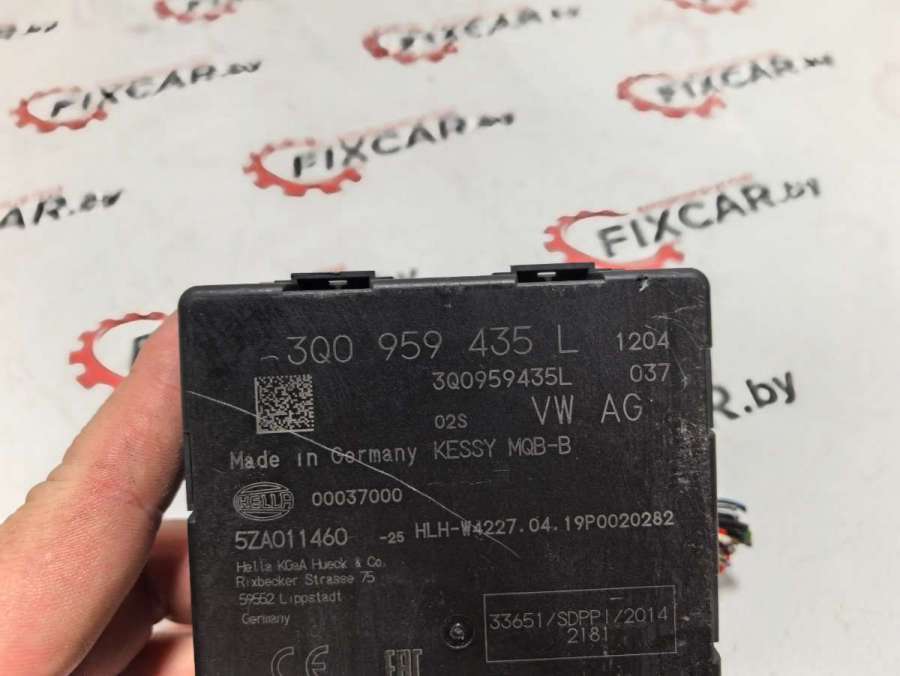 FIXCAR.by
FIXCAR.by
FIXCAR.by
FIXCAR.by
AR.by
R.by
3Q0 959 435 L 1204
3Q0959435L 037
02S VW AG
Made in Germany KESSY MQB-B
HELLA 00037000
5ZA011460 -25 HLH-W4227.04.19P0020282
Hella KGaA Hueck & Co.
Rixbecker Strasse 75
59552 Lippstadt
Germany
33651/SDPPI/2014
2181
CE EAC